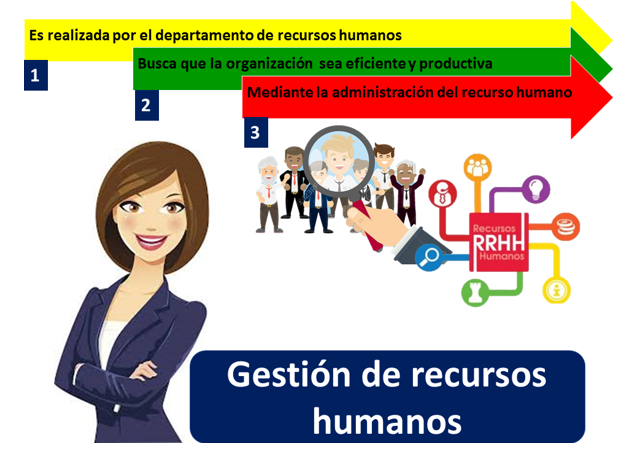 Es realizada por el departamento de recursos humanos
1
Busca que la organización sea eficiente y productiva
2
Mediante la administración del recurso humano
3
Recursos
RRHH
Humanos
Gestión de recursos
humanos